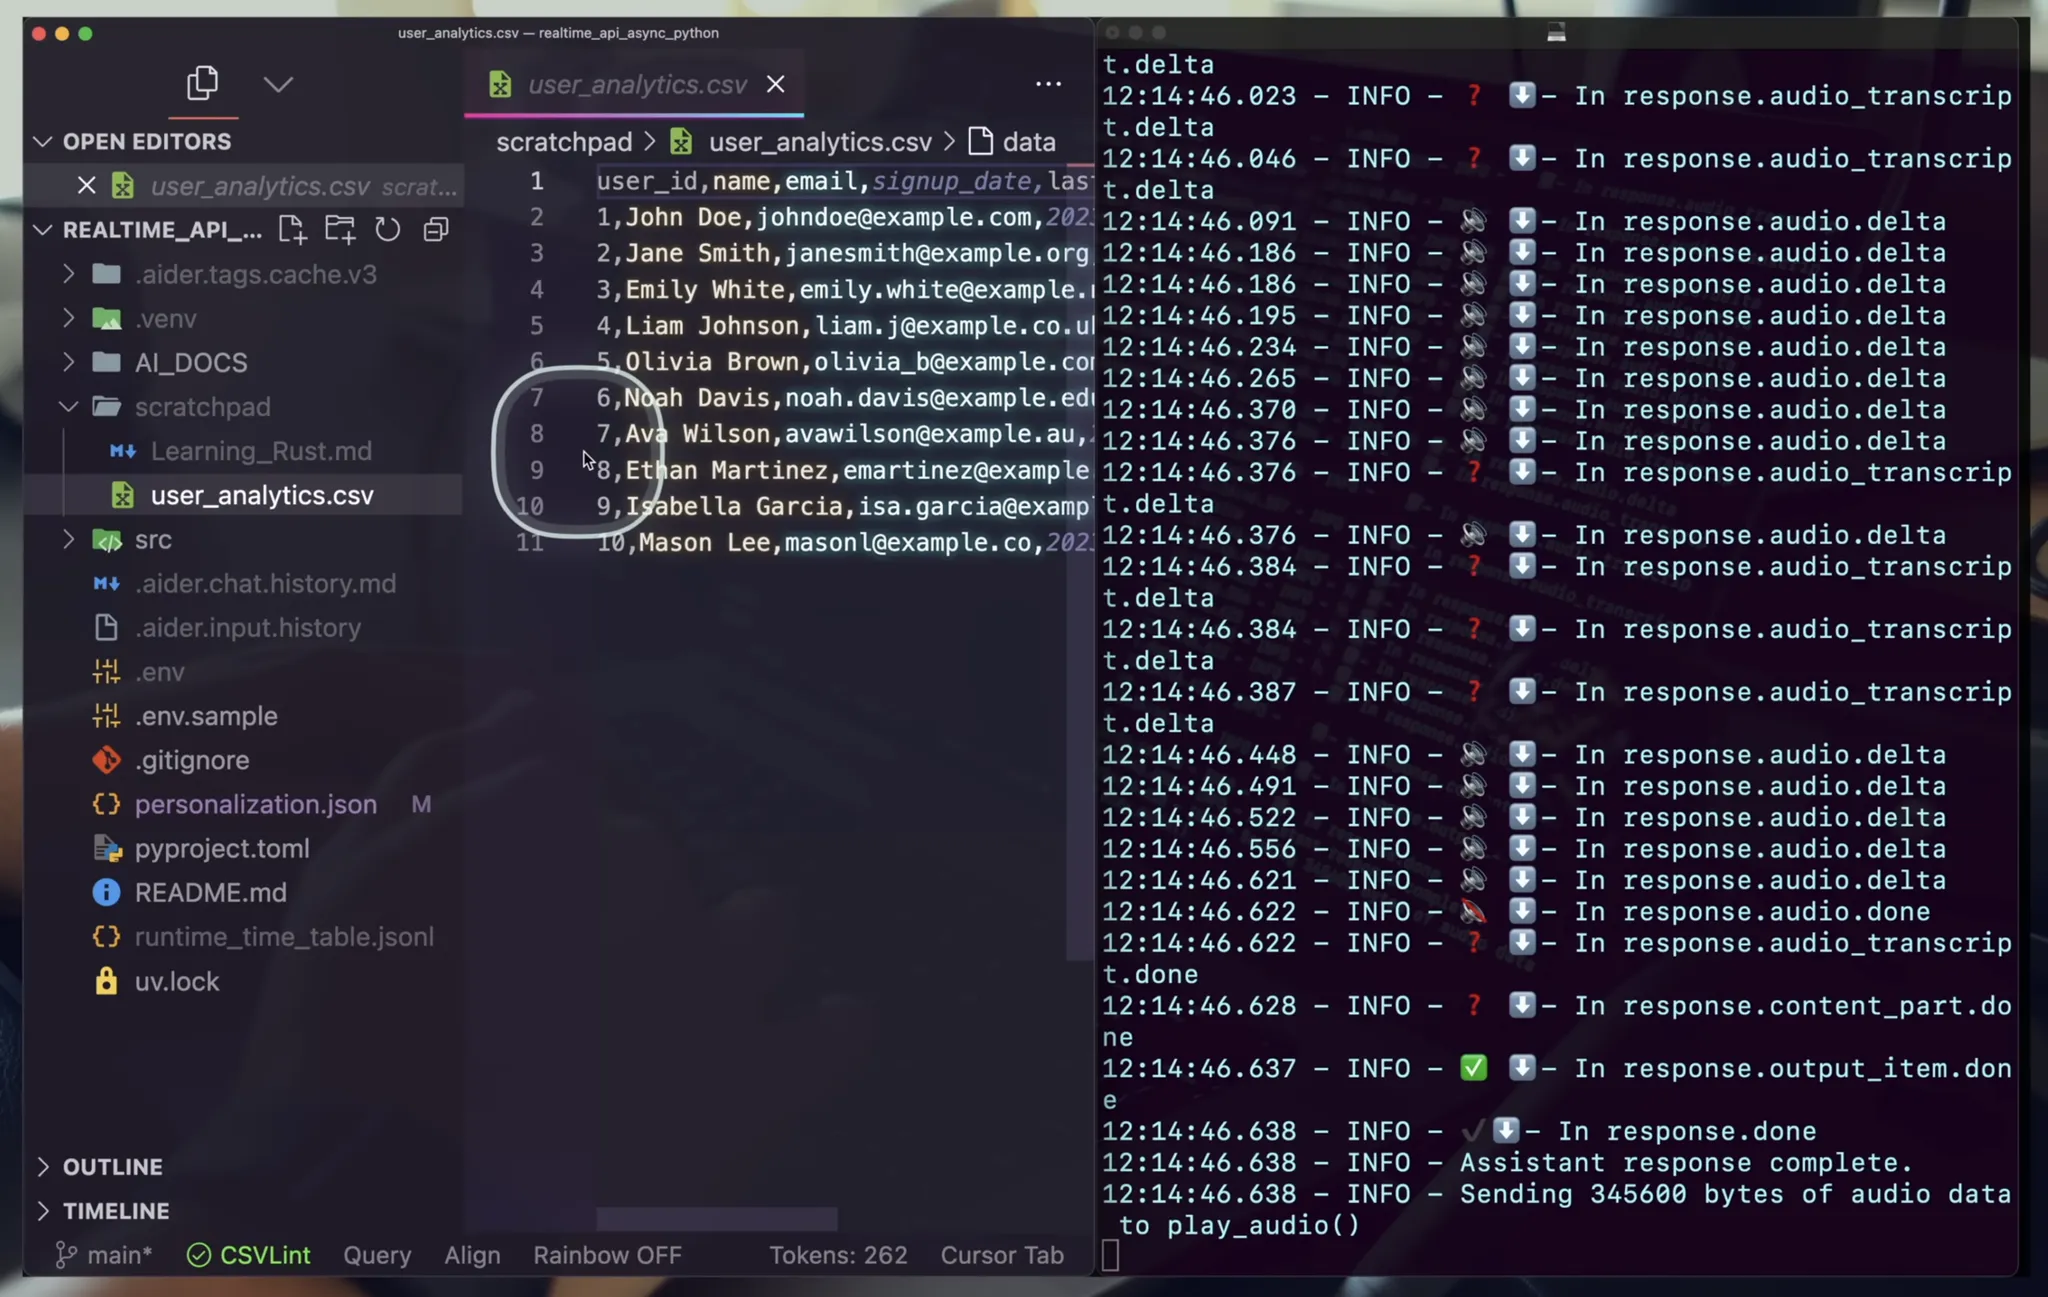 user_analytics.csv — realtime_api_async_python
user_analytics.csv
OPEN EDITORS
user_analytics.csv scrat...
REALTIME_API_...
.aider.tags.cache.v3
.venv
AI_DOCS
scratchpad
Learning_Rust.md
user_analytics.csv
src
.aider.chat.history.md
.aider.input.history
.env
.env.sample
.gitignore
personalization.json M
pyproject.toml
README.md
runtime_time_table.jsonl
uv.lock
OUTLINE
TIMELINE
scratchpad > user_analytics.csv > data
1 user_id,name,email,signup_date,las
2 1,John Doe,johndoe@example.com,202
3 2,Jane Smith,janesmith@example.org
4 3,Emily White,emily.white@example.
5 4,Liam Johnson,liam.j@example.co.u
6 5,Olivia Brown,olivia_b@example.co
7 6,Noah Davis,noah.davis@example.ed
8 7,Ava Wilson,avawilson@example.au,
9 8,Ethan Martinez,emartinez@example
10 9,Isabella Garcia,isa.garcia@examp
11 10,Mason Lee,masonl@example.co,202
main* CSVLint Query Align Rainbow OFF Tokens: 262 Cursor Tab
t.delta
12:14:46.023 – INFO – ❓ ⬇️– In response.audio_transcrip
t.delta
12:14:46.046 – INFO – ❓ ⬇️– In response.audio_transcrip
t.delta
12:14:46.091 – INFO – ⬇️– In response.audio.delta
12:14:46.186 – INFO – ⬇️– In response.audio.delta
12:14:46.186 – INFO – ⬇️– In response.audio.delta
12:14:46.195 – INFO – ⬇️– In response.audio.delta
12:14:46.234 – INFO – ⬇️– In response.audio.delta
12:14:46.265 – INFO – ⬇️– In response.audio.delta
12:14:46.370 – INFO – ⬇️– In response.audio.delta
12:14:46.376 – INFO – ⬇️– In response.audio.delta
12:14:46.376 – INFO – ❓ ⬇️– In response.audio_transcrip
t.delta
12:14:46.376 – INFO – ⬇️– In response.audio.delta
12:14:46.384 – INFO – ❓ ⬇️– In response.audio_transcrip
t.delta
12:14:46.384 – INFO – ❓ ⬇️– In response.audio_transcrip
t.delta
12:14:46.387 – INFO – ❓ ⬇️– In response.audio_transcrip
t.delta
12:14:46.448 – INFO – ⬇️– In response.audio.delta
12:14:46.491 – INFO – ⬇️– In response.audio.delta
12:14:46.522 – INFO – ⬇️– In response.audio.delta
12:14:46.556 – INFO – ⬇️– In response.audio.delta
12:14:46.621 – INFO – ⬇️– In response.audio.delta
12:14:46.622 – INFO – ⬇️– In response.audio.done
12:14:46.622 – INFO – ❓ ⬇️– In response.audio_transcrip
t.done
12:14:46.628 – INFO – ❓ ⬇️– In response.content_part.do
ne
12:14:46.637 – INFO – ✅ ⬇️– In response.output_item.don
e
12:14:46.638 – INFO – ✔⬇️– In response.done
12:14:46.638 – INFO – Assistant response complete.
12:14:46.638 – INFO – Sending 345600 bytes of audio data
to play_audio()